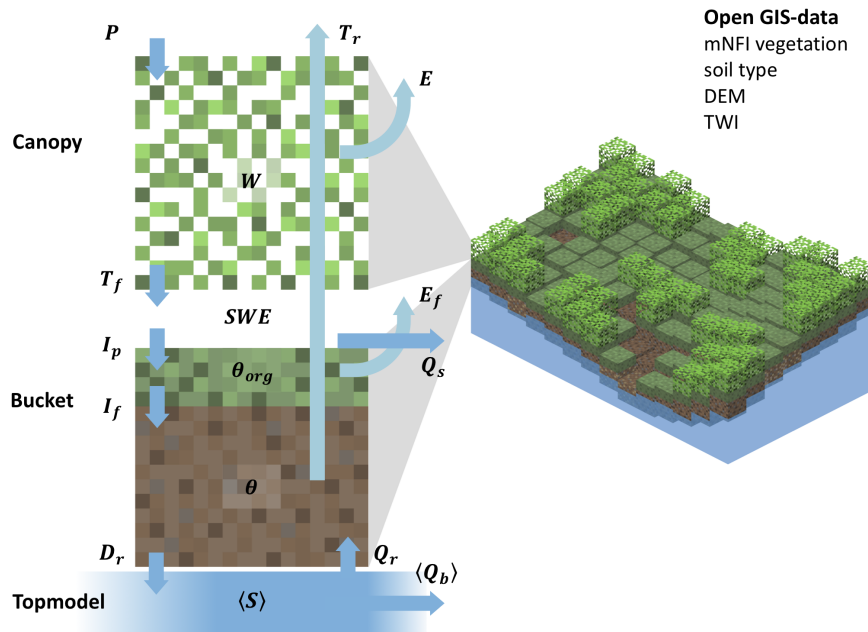 Open GIS-data
mNFI vegetation
soil type
DEM
TWI
P
T_r
E
Canopy
W
T_f
SWE
E_f
I_p
Q_s
θ_org
Bucket
I_f
θ
D_r
Q_r
⟨Q_b⟩
Topmodel
⟨S⟩